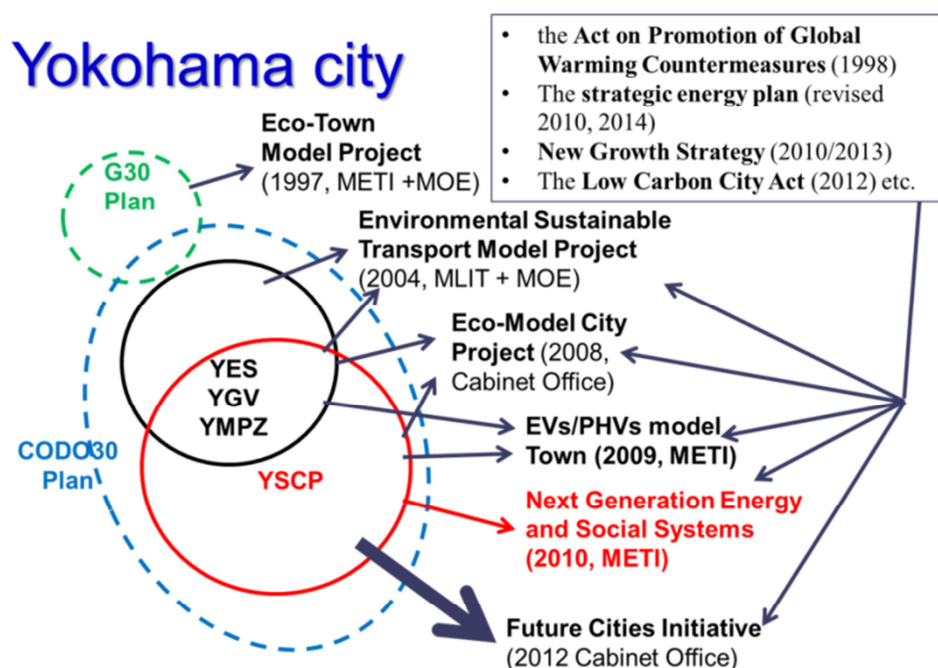 Yokohama city
• the Act on Promotion of Global
Warming Countermeasures (1998)
• The strategic energy plan (revised
2010, 2014)
• New Growth Strategy (2010/2013)
• The Low Carbon City Act (2012) etc.
Eco-Town
Model Project
(1997, METI +MOE)
G30
Plan
Environmental Sustainable
Transport Model Project
(2004, MLIT + MOE)
Eco-Model City
Project (2008,
Cabinet Office)
YES
YGV
YMPZ
EVs/PHVs model
Town (2009, METI)
CODO30
Plan
YSCP
Next Generation Energy
and Social Systems
(2010, METI)
Future Cities Initiative
(2012 Cabinet Office)